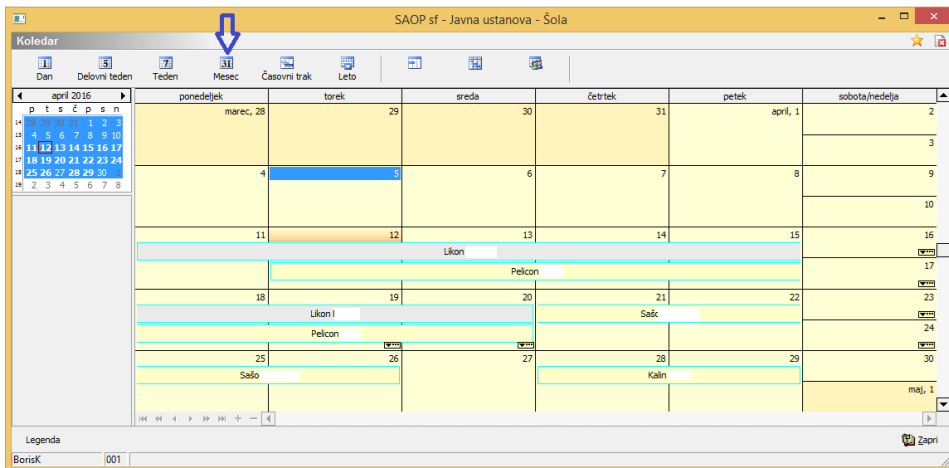 SAOP sf - Javna ustanova - Šola
Koledar
1 5 7 31
Dan Delovni teden Teden Mesec Časovni trak Leto
april 2016 ponedeljek torek sreda četrtek petek sobota/nedelja
p t s č p s n
14 28 29 30 31 1 2 3
15 4 5 6 7 8 9 10
16 11 12 13 14 15 16 17
17 18 19 20 21 22 23 24
18 25 26 27 28 29 30 1
19 2 3 4 5 6 7 8
marec, 28 29 30 31 april, 1 2
3
4 5 6 7 8 9
10
11 12 13 14 15 16
Likon
17
Pelicon
18 19 20 21 22 23
Likon l Sašo
24
Pelicon
25 26 27 28 29 30
Sašo Kalin
maj, 1
Legenda Zapri
BorisK 001